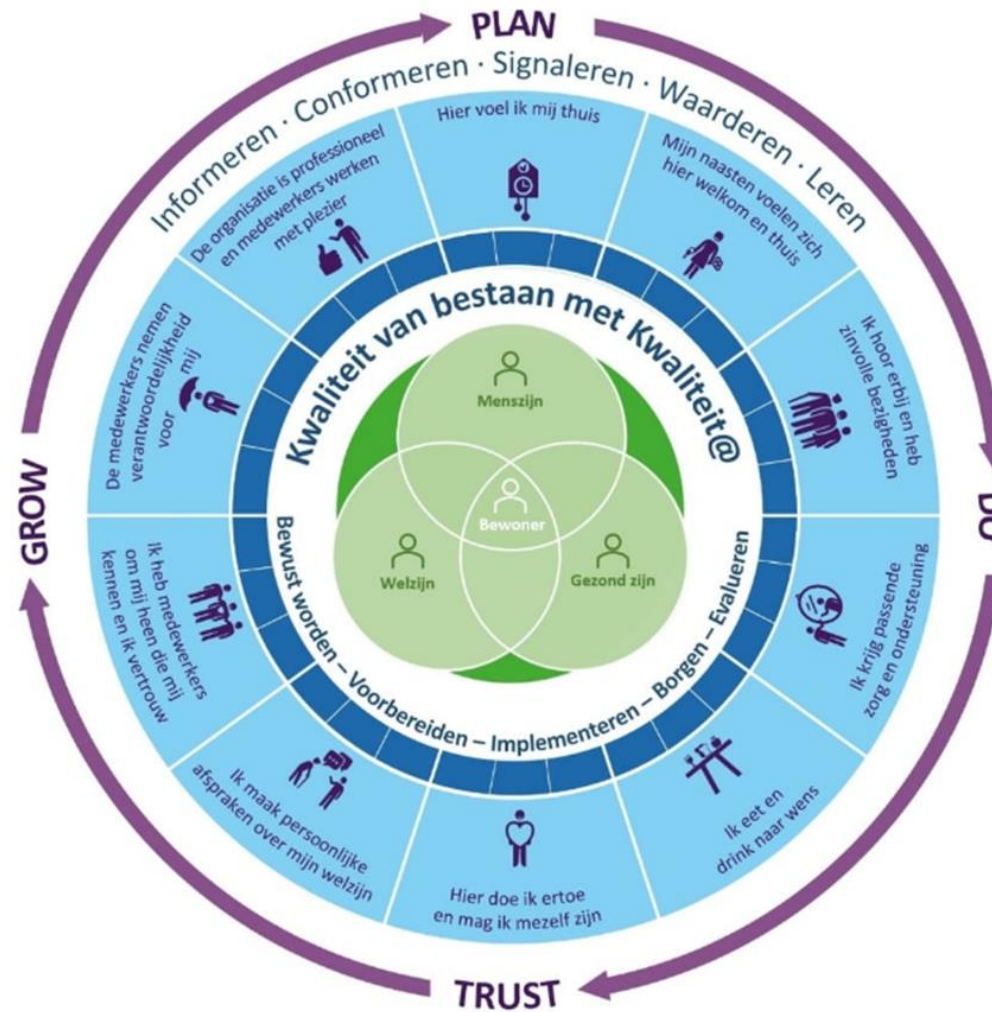 PLAN
Informeren · Conformeren · Signaleren · Waarderen · Leren
Hier voel ik mij thuis
Mijn naasten voelen zich
hier welkom en thuis
Ik hoor erbij en heb
zinvolle bezigheden
DO
Ik krijg passende
zorg en ondersteuning
Ik eet en
drink naar wens
Hier doe ik ertoe
en mag ik mezelf zijn
TRUST
Ik maak persoonlijke
afspraken over mijn welzijn
Ik heb medewerkers
om mij heen die mij
kennen en ik vertrouw
GROW
De medewerkers nemen
verantwoordelijkheid
voor mij
De organisatie is professioneel
en medewerkers werken
met plezier
Kwaliteit van bestaan met Kwaliteit@
Bewust worden – Voorbereiden – Implementeren – Borgen – Evalueren
Menszijn
Bewoner
Welzijn
Gezond zijn